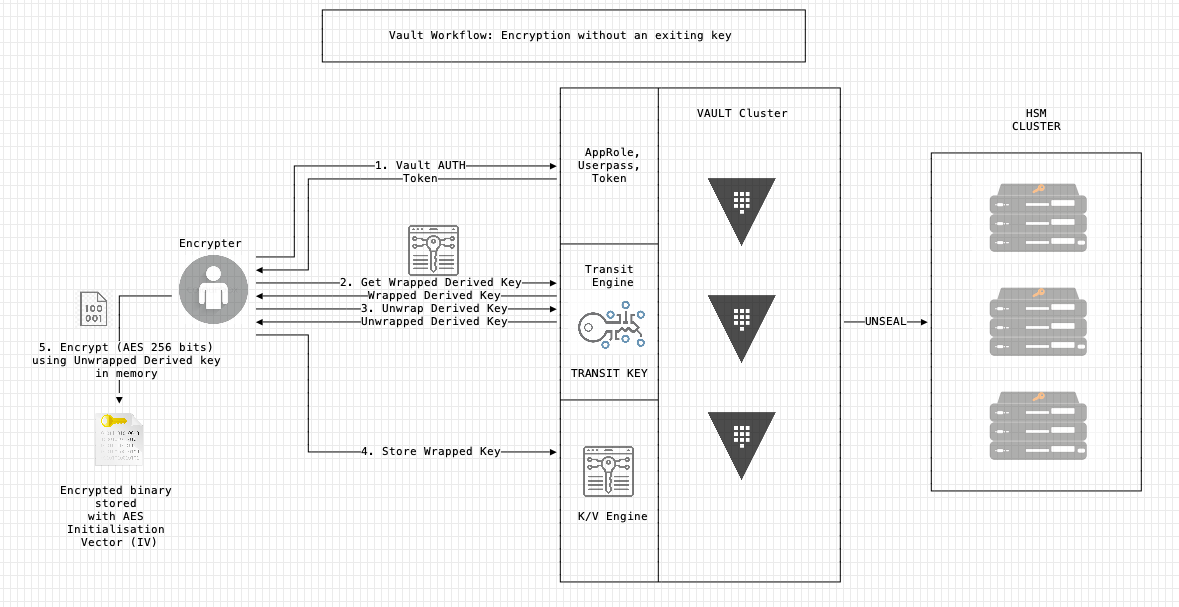 Vault Workflow: Encryption without an exiting key
VAULT Cluster
HSM
CLUSTER
AppRole,
Userpass,
Token
1. Vault AUTH
Token
Encrypter
Transit
Engine
2. Get Wrapped Derived Key
Wrapped Derived Key
3. Unwrap Derived Key
Unwrapped Derived Key
UNSEAL
100
001
5. Encrypt (AES 256 bits)
using Unwrapped Derived key
in memory
TRANSIT KEY
4. Store Wrapped Key
K/V Engine
Encrypted binary
stored
with AES
Initialisation
Vector (IV)